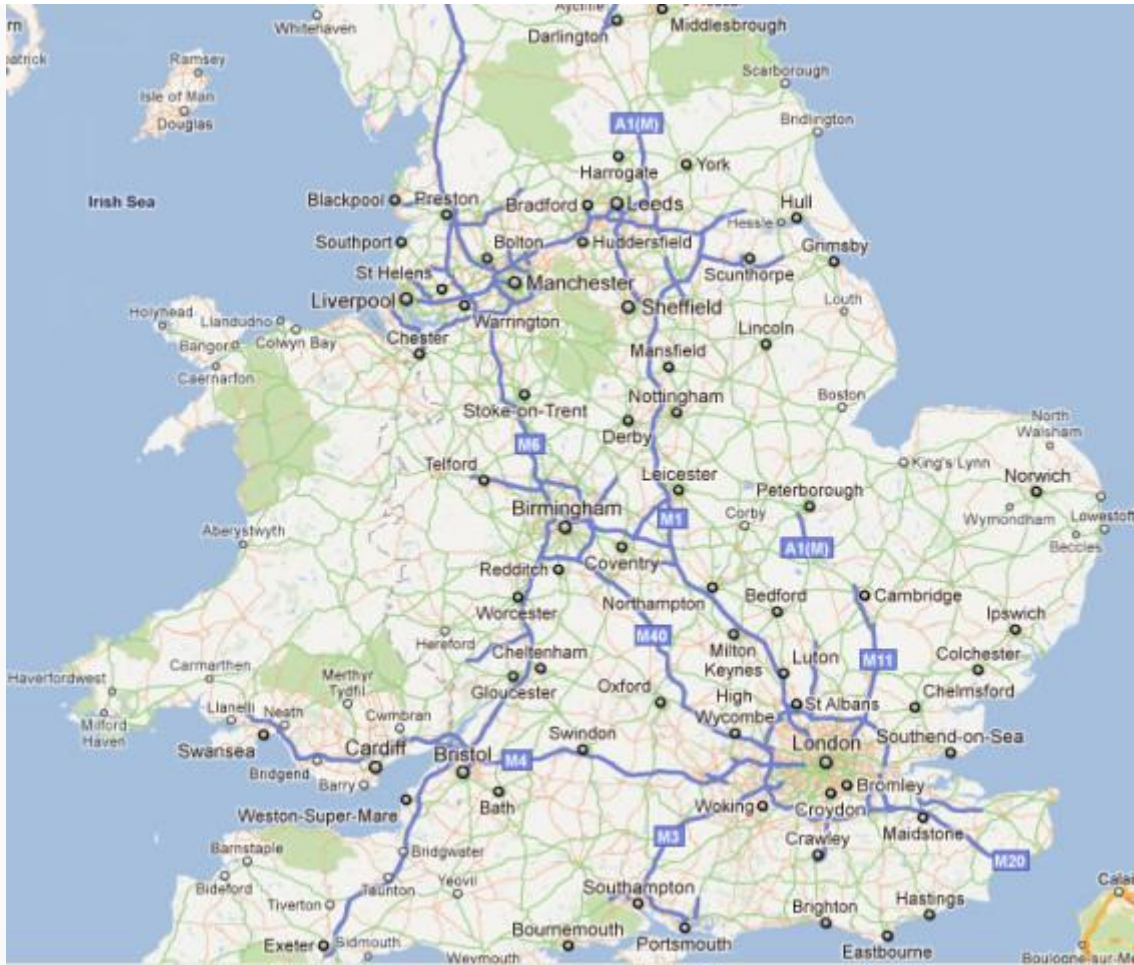 Whitehaven
Aycliffe
Darlington
Middlesbrough
Ramsey
Isle of Man
Douglas
Scarborough
Bridlington
A1(M)
Harrogate
York
Irish Sea
Blackpool
Preston
Bradford
Leeds
Hull
Hessle
Southport
Bolton
Huddersfield
Grimsby
Scunthorpe
St Helens
Manchester
Liverpool
Sheffield
Louth
Holyhead
Llandudno
Warrington
Lincoln
Bangor
Colwyn Bay
Chester
Caernarfon
Mansfield
Stoke-on-Trent
Nottingham
Boston
Derby
North
Walsham
M6
Telford
Leicester
King's Lynn
Norwich
Peterborough
Birmingham
M1
Corby
Wymondham
Lowestoft
Aberystwyth
A1(M)
Beccles
Redditch
Coventry
Worcester
Northampton
Bedford
Cambridge
Ipswich
Hereford
M40
Milton
Keynes
Luton
M11
Colchester
Carmarthen
Merthyr
Tydfil
Cheltenham
Haverfordwest
Gloucester
Oxford
High
Wycombe
St Albans
Chelmsford
Milford
Haven
Llanelli
Neath
Cwmbran
Swansea
Cardiff
Bristol
M4
Swindon
London
Southend-on-Sea
Bridgend
Barry
Bath
Bromley
Weston-Super-Mare
Woking
Croydon
Maidstone
M3
Crawley
M20
Barnstaple
Bridgwater
Bideford
Taunton
Yeovil
Southampton
Tiverton
Hastings
Brighton
Exeter
Sidmouth
Bournemouth
Portsmouth
Eastbourne
Weymouth
Calai
Boulogne-sur-Me